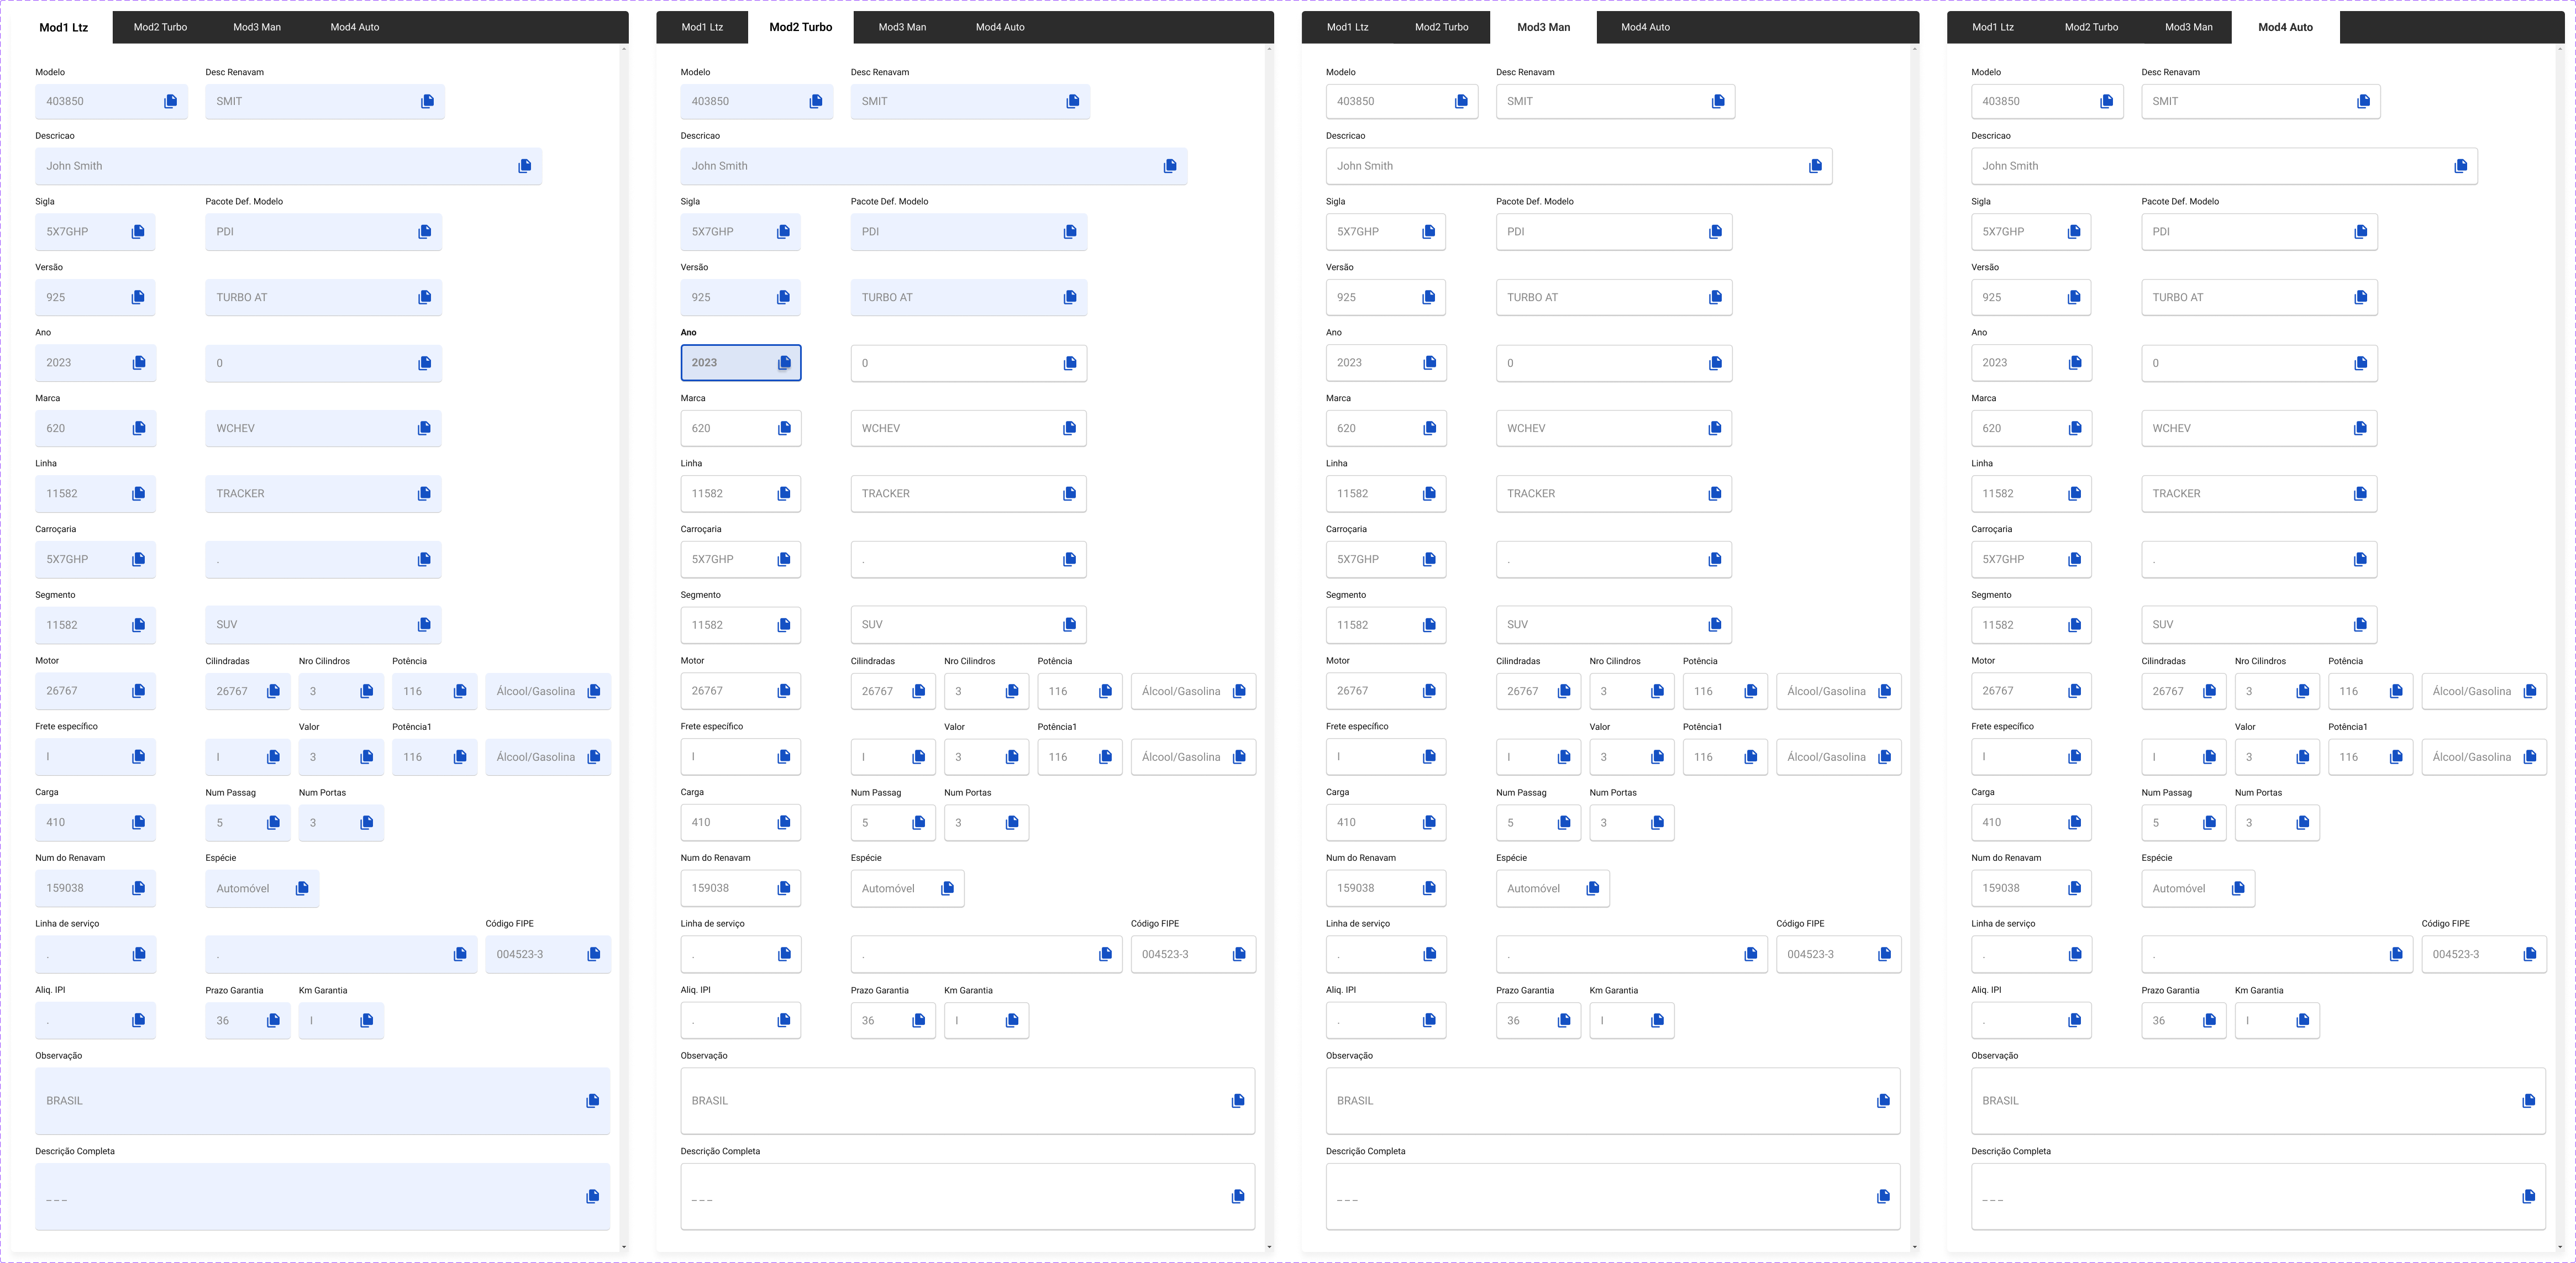 Mod1 Ltz Mod2 Turbo Mod3 Man Mod4 Auto
Modelo Desc Renavam
403850 SMIT
Descricao
John Smith
Sigla Pacote Def. Modelo
5X7GHP PDI
Versão
925 TURBO AT
Ano
2023 0
Marca
620 WCHEV
Linha
11582 TRACKER
Carroçaria
5X7GHP .
Segmento
11582 SUV
Motor Cilindradas Nro Cilindros Potência
26767 26767 3 116 Álcool/Gasolina
Frete específico Valor Potência1
I I 3 116 Álcool/Gasolina
Carga Num Passag Num Portas
410 5 3
Num do Renavam Espécie
159038 Automóvel
Linha de serviço Código FIPE
. . 004523-3
Aliq. IPI Prazo Garantia Km Garantia
. 36 I
Observação
BRASIL
Descrição Completa
_ _ _
Mod1 Ltz Mod2 Turbo Mod3 Man Mod4 Auto
Modelo Desc Renavam
403850 SMIT
Descricao
John Smith
Sigla Pacote Def. Modelo
5X7GHP PDI
Versão
925 TURBO AT
Ano
2023 0
Marca
620 WCHEV
Linha
11582 TRACKER
Carroçaria
5X7GHP .
Segmento
11582 SUV
Motor Cilindradas Nro Cilindros Potência
26767 26767 3 116 Álcool/Gasolina
Frete específico Valor Potência1
I I 3 116 Álcool/Gasolina
Carga Num Passag Num Portas
410 5 3
Num do Renavam Espécie
159038 Automóvel
Linha de serviço Código FIPE
. . 004523-3
Aliq. IPI Prazo Garantia Km Garantia
. 36 I
Observação
BRASIL
Descrição Completa
_ _ _
Mod1 Ltz Mod2 Turbo Mod3 Man Mod4 Auto
Modelo Desc Renavam
403850 SMIT
Descricao
John Smith
Sigla Pacote Def. Modelo
5X7GHP PDI
Versão
925 TURBO AT
Ano
2023 0
Marca
620 WCHEV
Linha
11582 TRACKER
Carroçaria
5X7GHP .
Segmento
11582 SUV
Motor Cilindradas Nro Cilindros Potência
26767 26767 3 116 Álcool/Gasolina
Frete específico Valor Potência1
I I 3 116 Álcool/Gasolina
Carga Num Passag Num Portas
410 5 3
Num do Renavam Espécie
159038 Automóvel
Linha de serviço Código FIPE
. . 004523-3
Aliq. IPI Prazo Garantia Km Garantia
. 36 I
Observação
BRASIL
Descrição Completa
_ _ _
Mod1 Ltz Mod2 Turbo Mod3 Man Mod4 Auto
Modelo Desc Renavam
403850 SMIT
Descricao
John Smith
Sigla Pacote Def. Modelo
5X7GHP PDI
Versão
925 TURBO AT
Ano
2023 0
Marca
620 WCHEV
Linha
11582 TRACKER
Carroçaria
5X7GHP .
Segmento
11582 SUV
Motor Cilindradas Nro Cilindros Potência
26767 26767 3 116 Álcool/Gasolina
Frete específico Valor Potência1
I I 3 116 Álcool/Gasolina
Carga Num Passag Num Portas
410 5 3
Num do Renavam Espécie
159038 Automóvel
Linha de serviço Código FIPE
. . 004523-3
Aliq. IPI Prazo Garantia Km Garantia
. 36 I
Observação
BRASIL
Descrição Completa
_ _ _